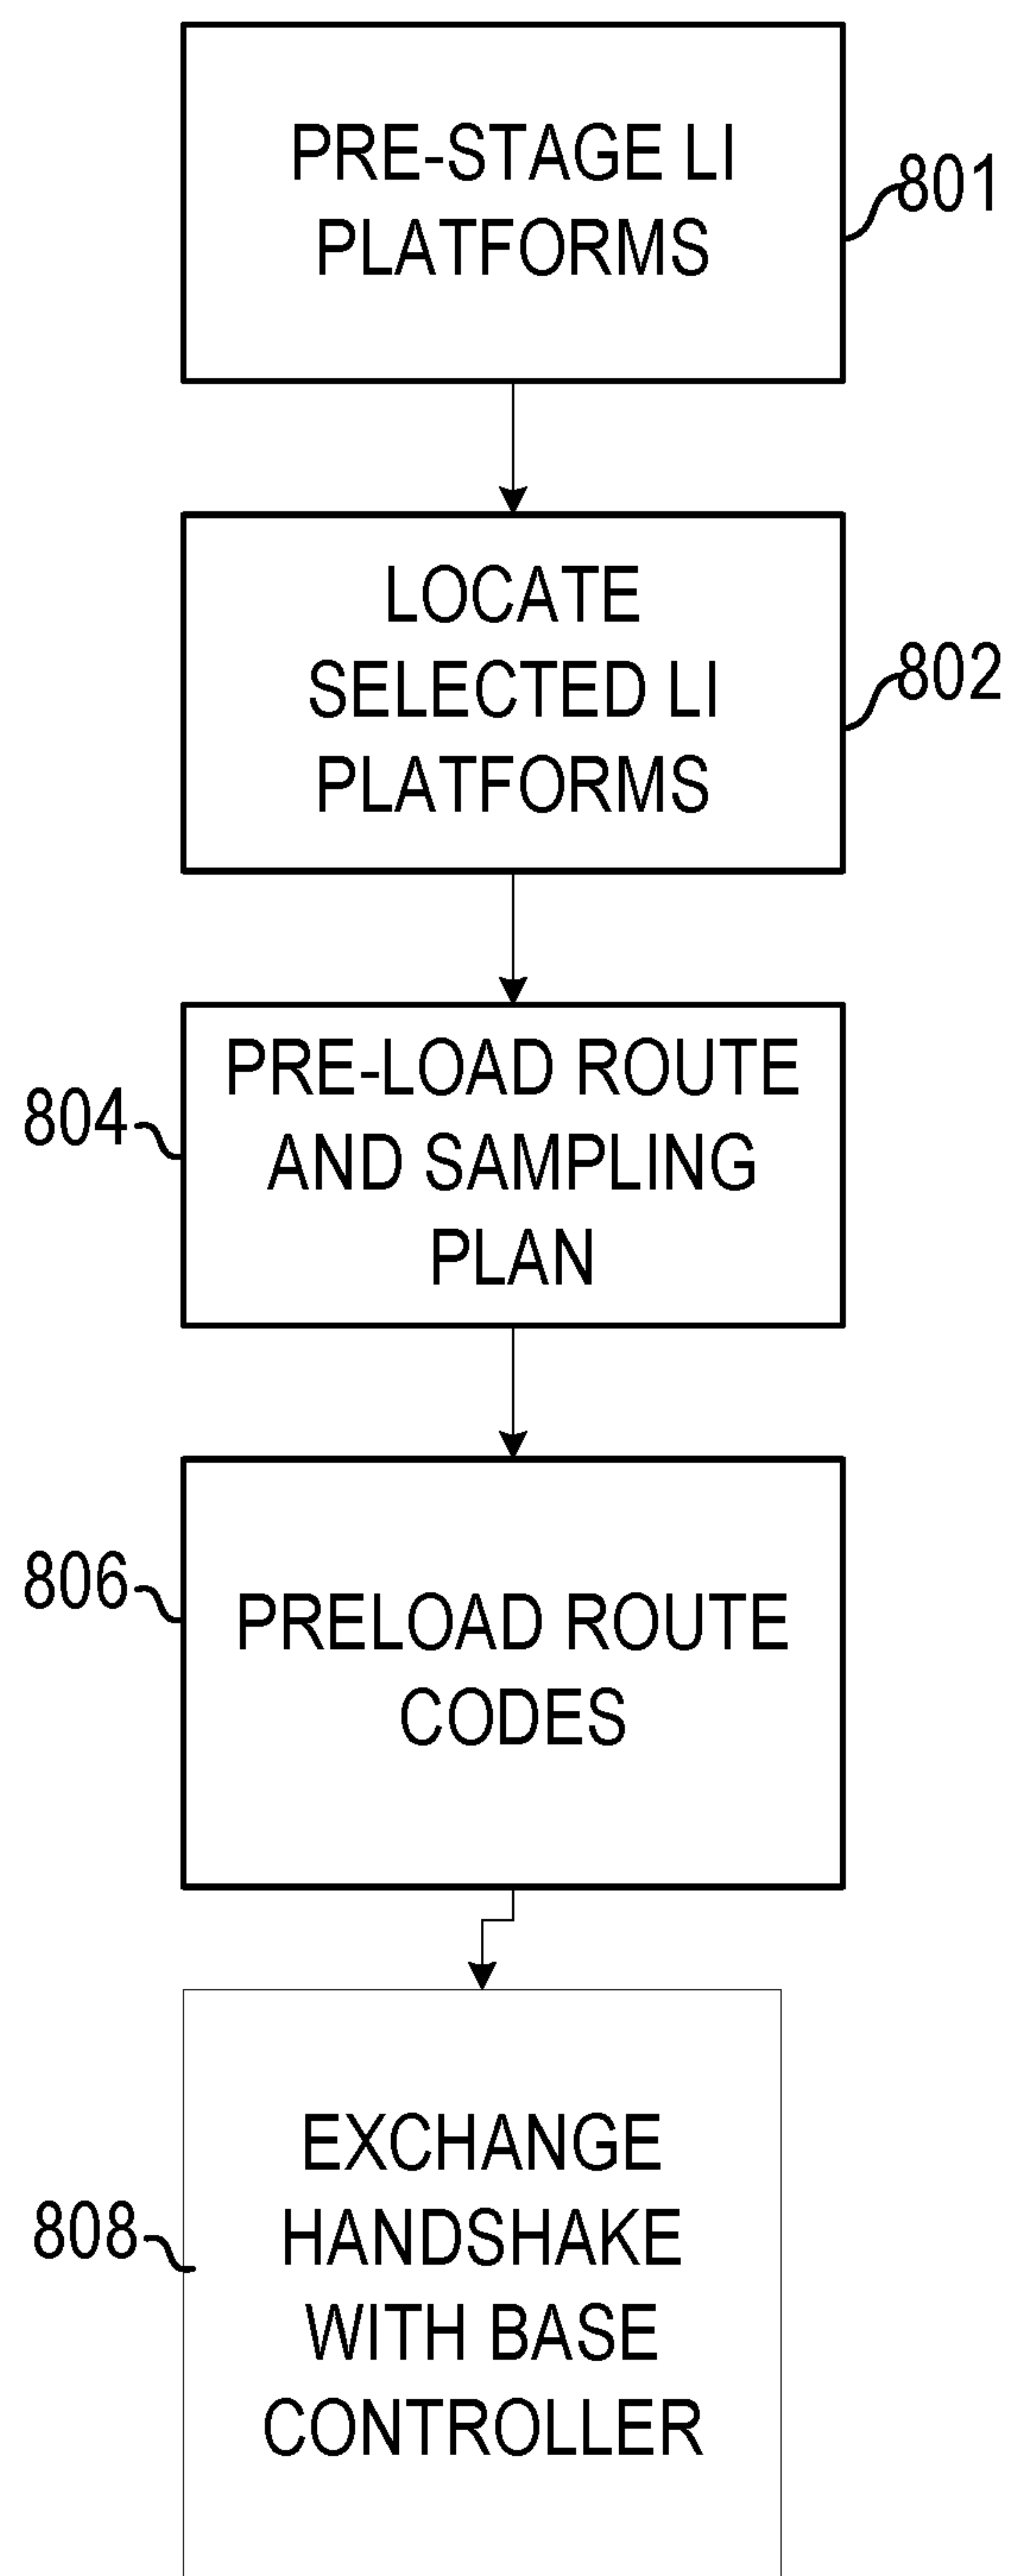 PRE-STAGE LI
PLATFORMS
801
LOCATE
SELECTED LI
PLATFORMS
802
PRE-LOAD ROUTE
AND SAMPLING
PLAN
804
PRELOAD ROUTE
CODES
806
EXCHANGE
HANDSHAKE
WITH BASE
CONTROLLER
808